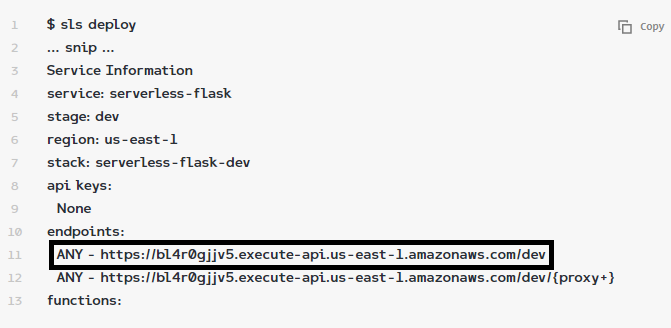 1 $ sls deploy
Copy
2 ... snip ...
3 Service Information
4 service: serverless-flask
5 stage: dev
6 region: us-east-1
7 stack: serverless-flask-dev
8 api keys:
9 None
10 endpoints:
11 ANY - https://bl4r0gjjv5.execute-api.us-east-1.amazonaws.com/dev
12 ANY - https://bl4r0gjjv5.execute-api.us-east-1.amazonaws.com/dev/{proxy+}
13 functions: